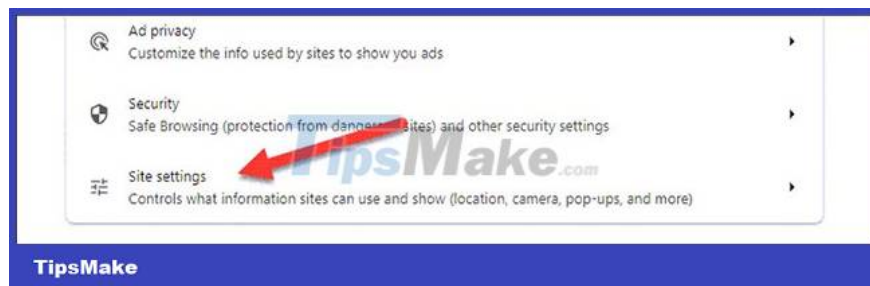 Ad privacy
Customize the info used by sites to show you ads
Security
Safe Browsing (protection from dangerous sites) and other security settings
Site settings
TipsMake.com
Controls what information sites can use and show (location, camera, pop-ups, and more)
TipsMake